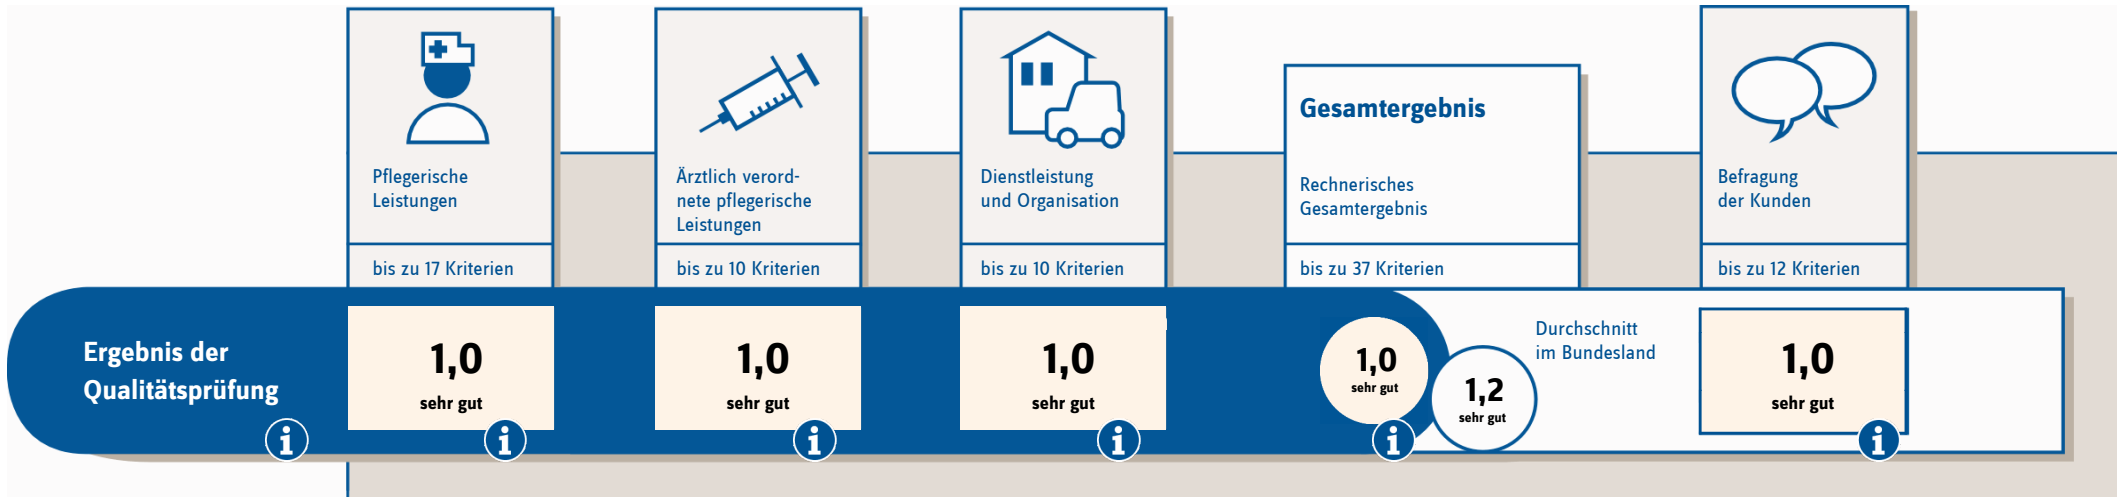 Pflegerische
Leistungen
bis zu 17 Kriterien
Ärztlich verord-
nete pflegerische
Leistungen
bis zu 10 Kriterien
Dienstleistung
und Organisation
bis zu 10 Kriterien
Gesamtergebnis
Rechnerisches
Gesamtergebnis
bis zu 37 Kriterien
Befragung
der Kunden
bis zu 12 Kriterien
Ergebnis der
Qualitätsprüfung
i
1,0
sehr gut
i
1,0
sehr gut
i
1,0
sehr gut
i
1,0
sehr gut
i
1,2
sehr gut
Durchschnitt
im Bundesland
1,0
sehr gut
i